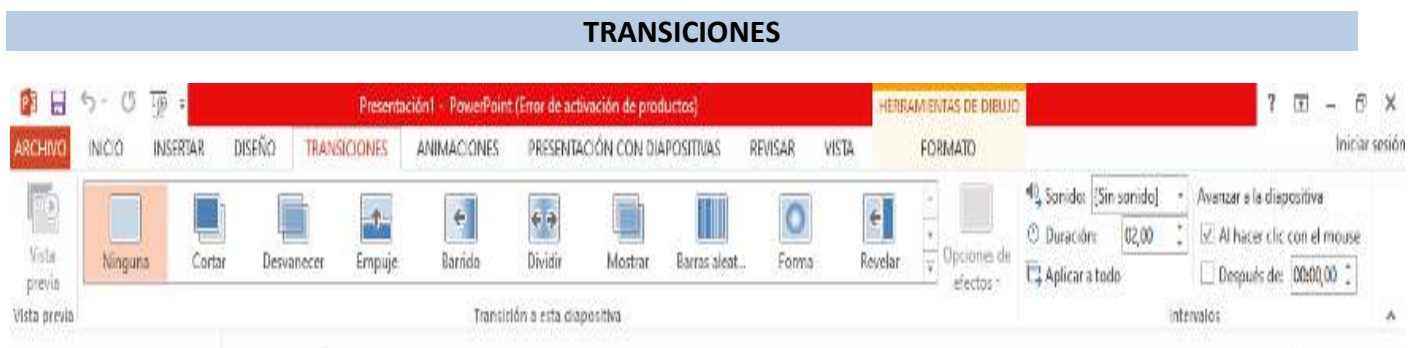 TRANSICIONES
Presentación1 - PowerPoint (Error de activación de productos)
HERRAMIENTAS DE DIBUJO
?
ARCHIVO INICIO INSERTAR DISEÑO TRANSICIONES ANIMACIONES PRESENTACIÓN CON DIAPOSITIVAS REVISAR VISTA FORMATO Iniciar sesión
Vista previa
Ninguna Cortar Desvanecer Empuje Barrido Dividir Mostrar Barras aleat... Forma Revelar
Opciones de efectos
Sonido: [Sin sonido]
Duración: 02,00
Aplicar a todo
Avanzar a la diapositiva
Al hacer clic con el mouse
Después de: 00:00,00
Vista previa Transición a esta diapositiva Intervalos